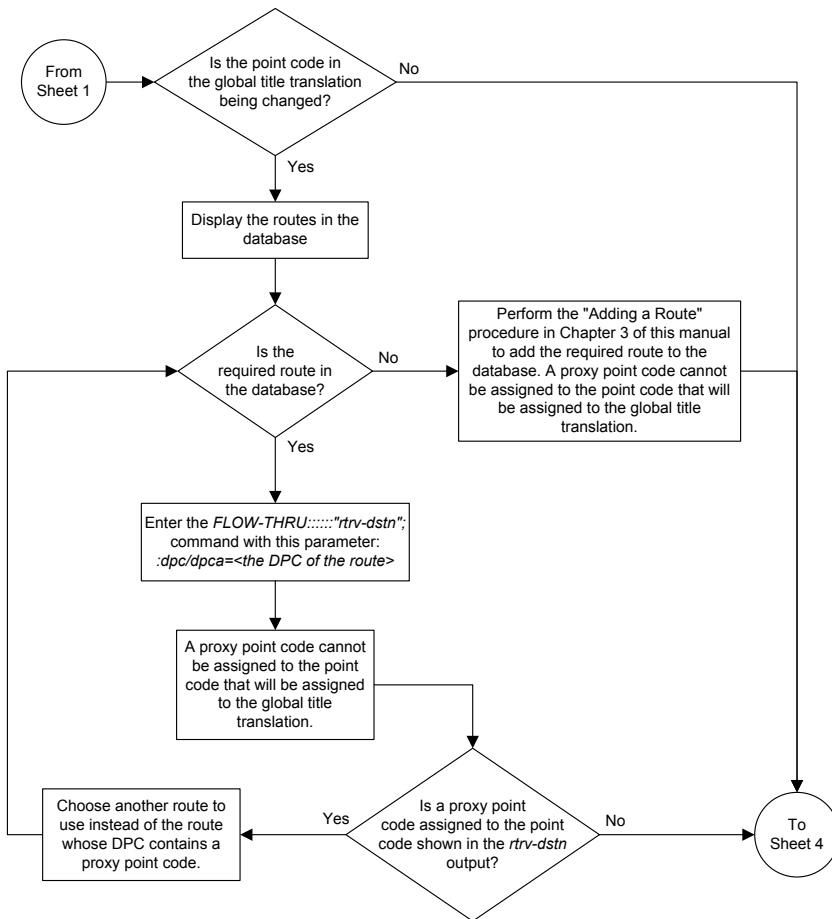 From
Sheet 1
Is the point code in
the global title translation
being changed?
No
Yes
Display the routes in the
database
Is the
required route in
the database?
No
Perform the "Adding a Route"
procedure in Chapter 3 of this manual
to add the required route to the
database. A proxy point code cannot
be assigned to the point code that will
be assigned to the global title
translation.
Yes
Enter the FLOW-THRU::::::"rtrv-dstn";
command with this parameter:
:dpc/dpca=<the DPC of the route>
A proxy point code cannot
be assigned to the point
code that will be assigned
to the global title
translation.
Choose another route to
use instead of the route
whose DPC contains a
proxy point code.
Yes
Is a proxy point
code assigned to the point
code shown in the rtrv-dstn
output?
No
To
Sheet 4